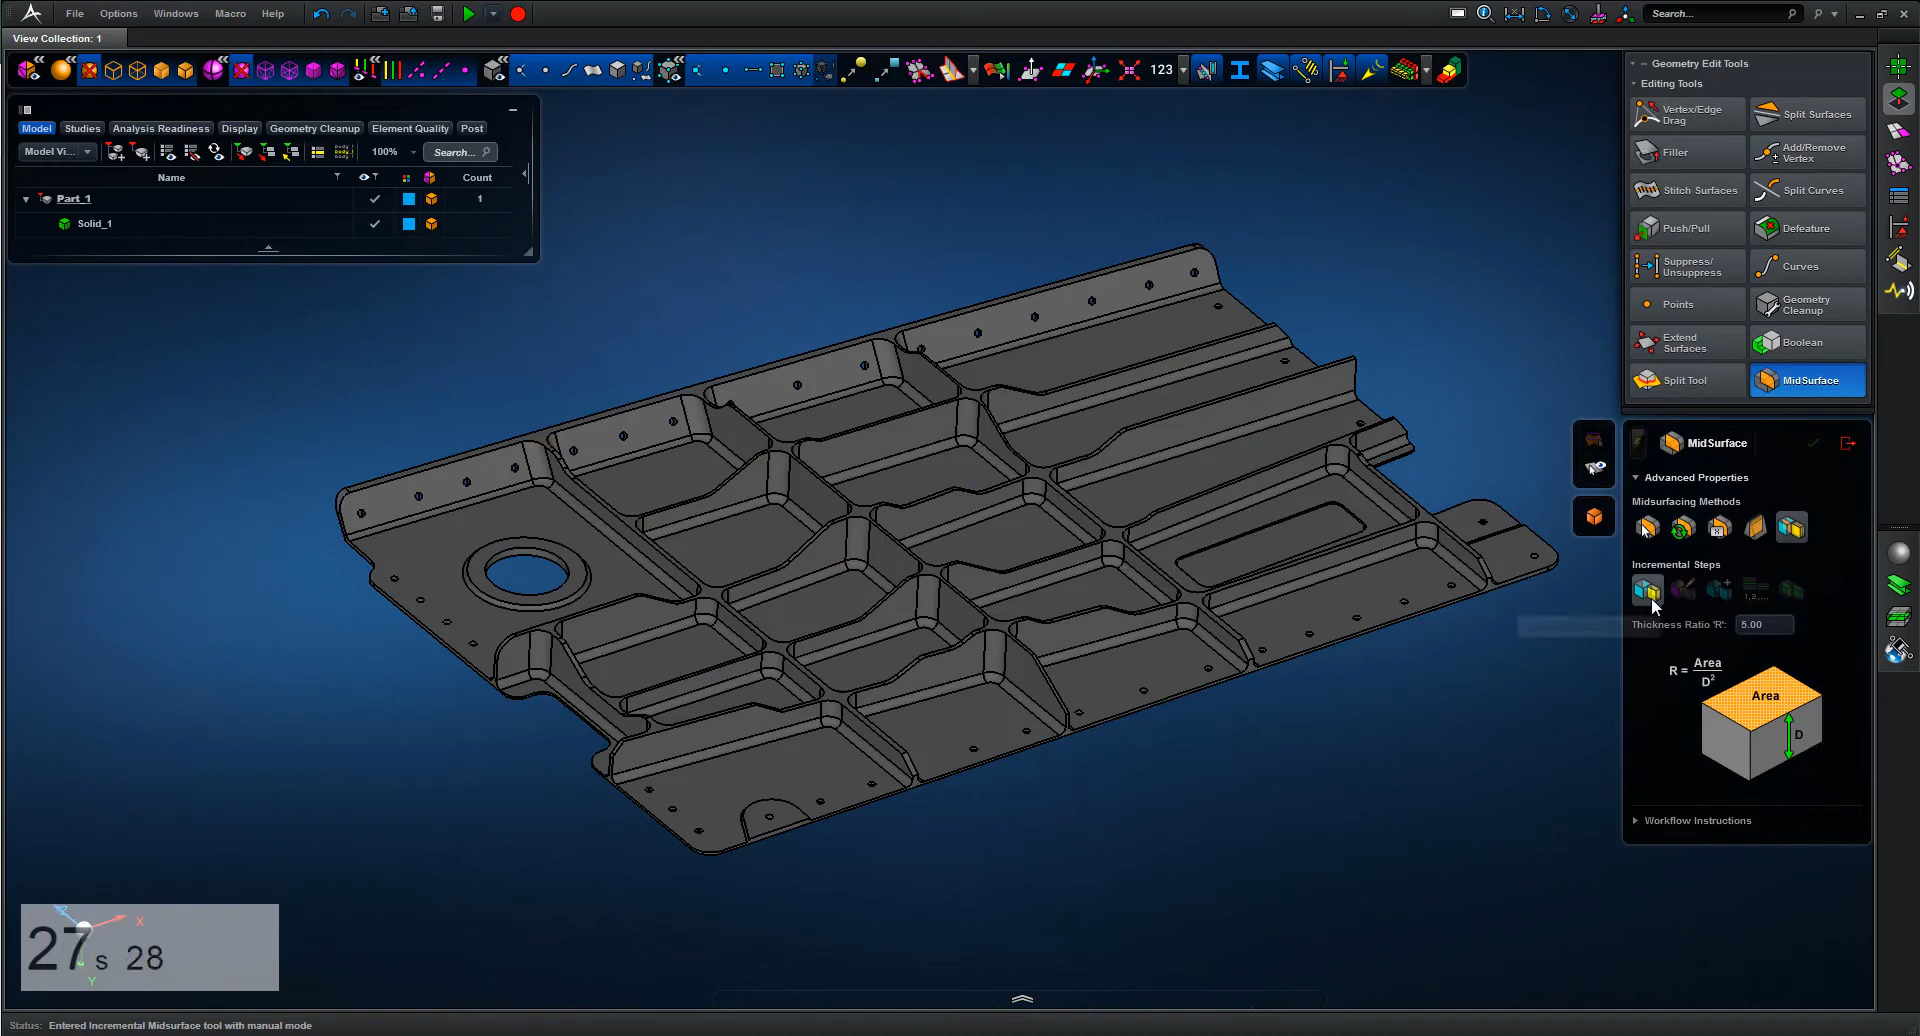 File Options Windows Macro Help Search...
View Collection: 1
123
Model Studies Analysis Readiness Display Geometry Cleanup Element Quality Post
Model Vi... body1 body2 100% Search...
Name Count
Part_1 1
Solid_1
Geometry Edit Tools
Editing Tools
Vertex/Edge Drag
Split Surfaces
Filler
Add/Remove Vertex
Stitch Surfaces
Split Curves
Push/Pull
Defeature
Suppress/ Unsuppress
Curves
Points
Geometry Cleanup
Extend Surfaces
Boolean
Split Tool
MidSurface
MidSurface
Advanced Properties
Midsurfacing Methods
Incremental Steps
1,2,...
Thickness Ratio 'R': 5.00
R = Area
D2
Area
D
Workflow Instructions
Z X
27 s 28
Y
Status: Entered Incremental Midsurface tool with manual mode